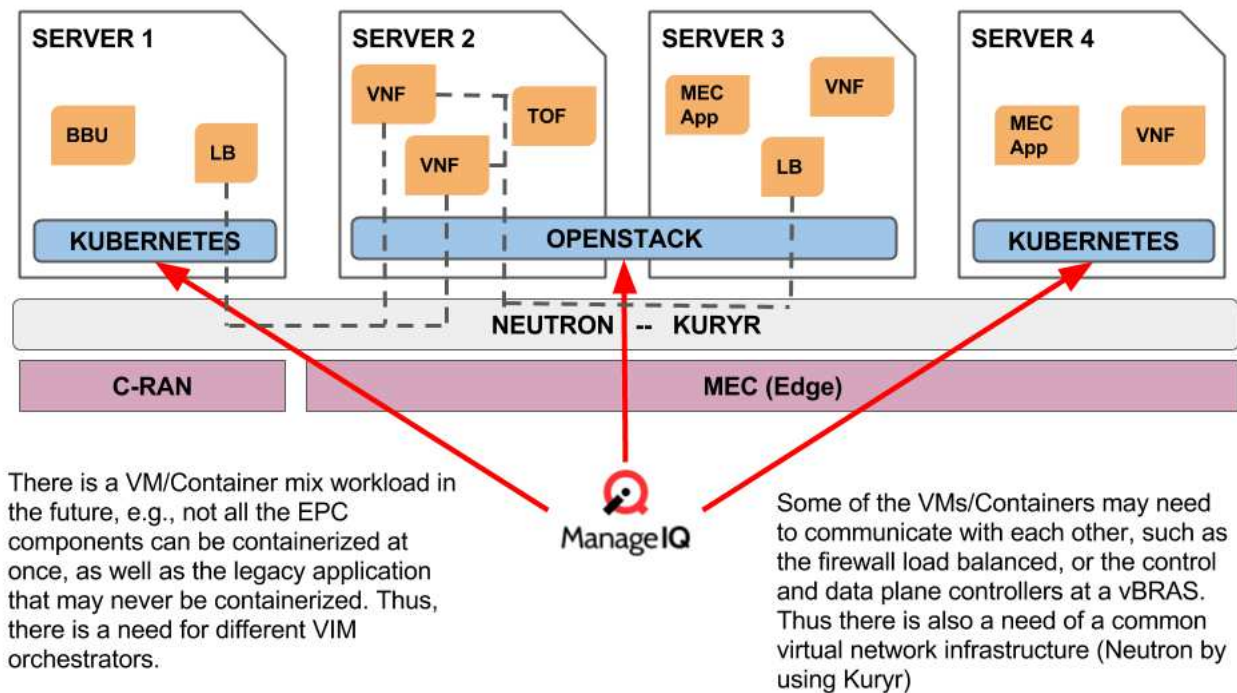 SERVER 1
SERVER 2
SERVER 3
SERVER 4
BBU
LB
VNF
VNF
TOF
MEC
App
VNF
LB
MEC
App
VNF
KUBERNETES
OPENSTACK
KUBERNETES
NEUTRON -- KURYR
C-RAN
MEC (Edge)
ManageIQ
There is a VM/Container mix workload in
the future, e.g., not all the EPC
components can be containerized at
once, as well as the legacy application
that may never be containerized. Thus,
there is a need for different VIM
orchestrators.
Some of the VMs/Containers may need
to communicate with each other, such as
the firewall load balanced, or the control
and data plane controllers at a vBRAS.
Thus there is also a need of a common
virtual network infrastructure (Neutron by
using Kuryr)